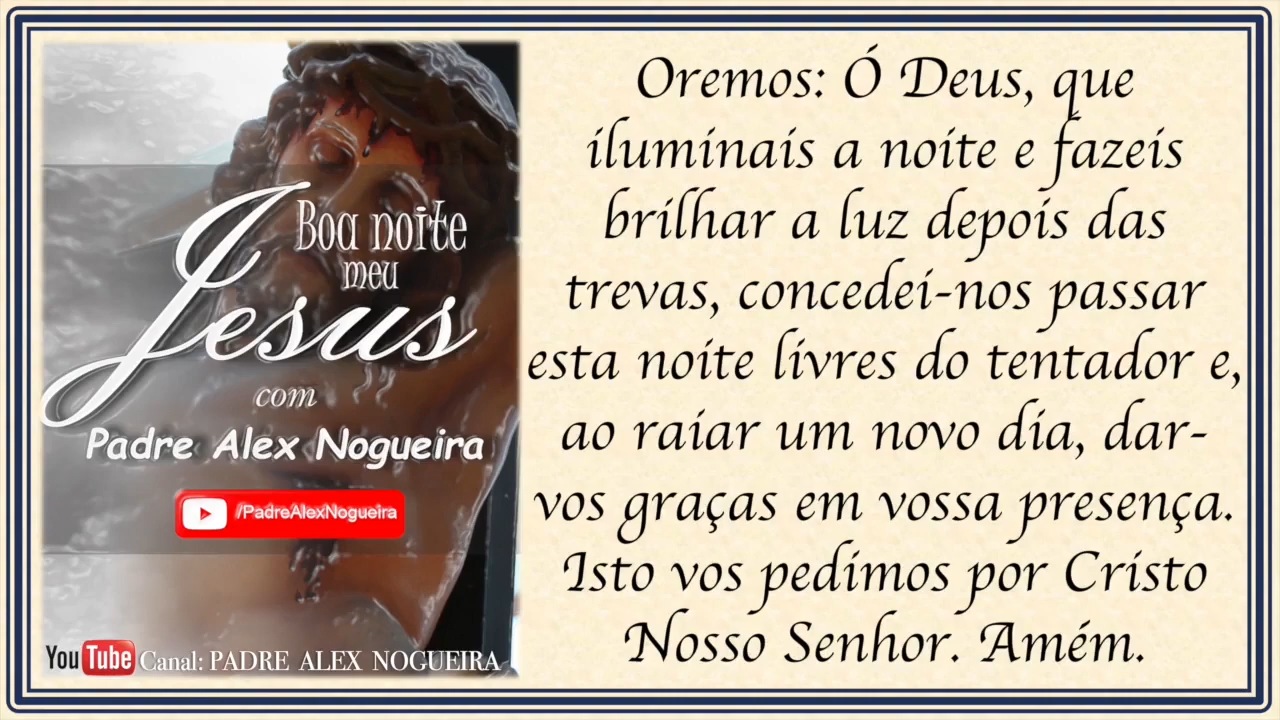 Boa noite
meu
Jesus
com
Padre Alex Nogueira
/PadreAlexNogueira
YouTube Canal: PADRE ALEX NOGUEIRA
Oremos: Ó Deus, que
iluminais a noite e fazeis
brilhar a luz depois das
trevas, concedei-nos passar
esta noite livres do tentador e,
ao raiar um novo dia, dar-
vos graças em vossa presença.
Isto vos pedimos por Cristo
Nosso Senhor. Amém.